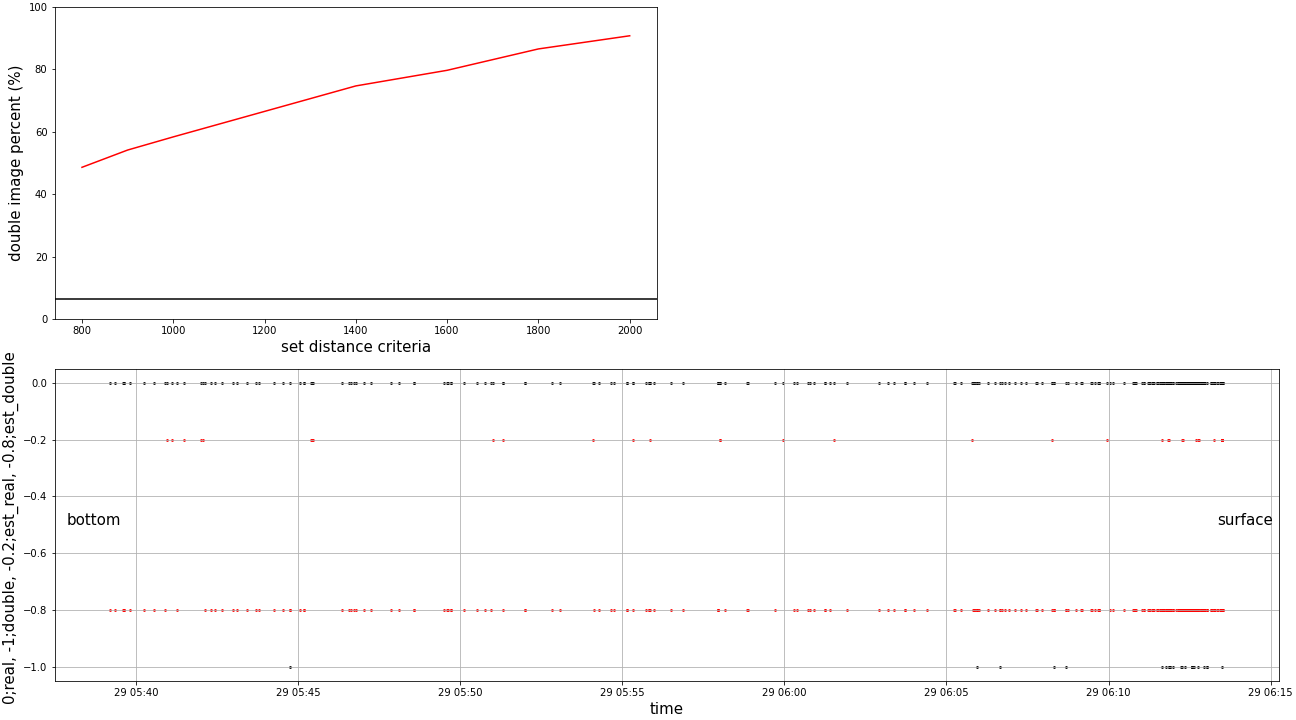 100
80
60
40
20
0
double image percent (%)
800 1000 1200 1400 1600 1800 2000
set distance criteria
0.0
−0.2
−0.4
−0.6
−0.8
−1.0
0;real, -1;double, -0.2;est_real, -0.8;est_double
bottom
surface
29 05:40 29 05:45 29 05:50 29 05:55 29 06:00 29 06:05 29 06:10 29 06:15
time